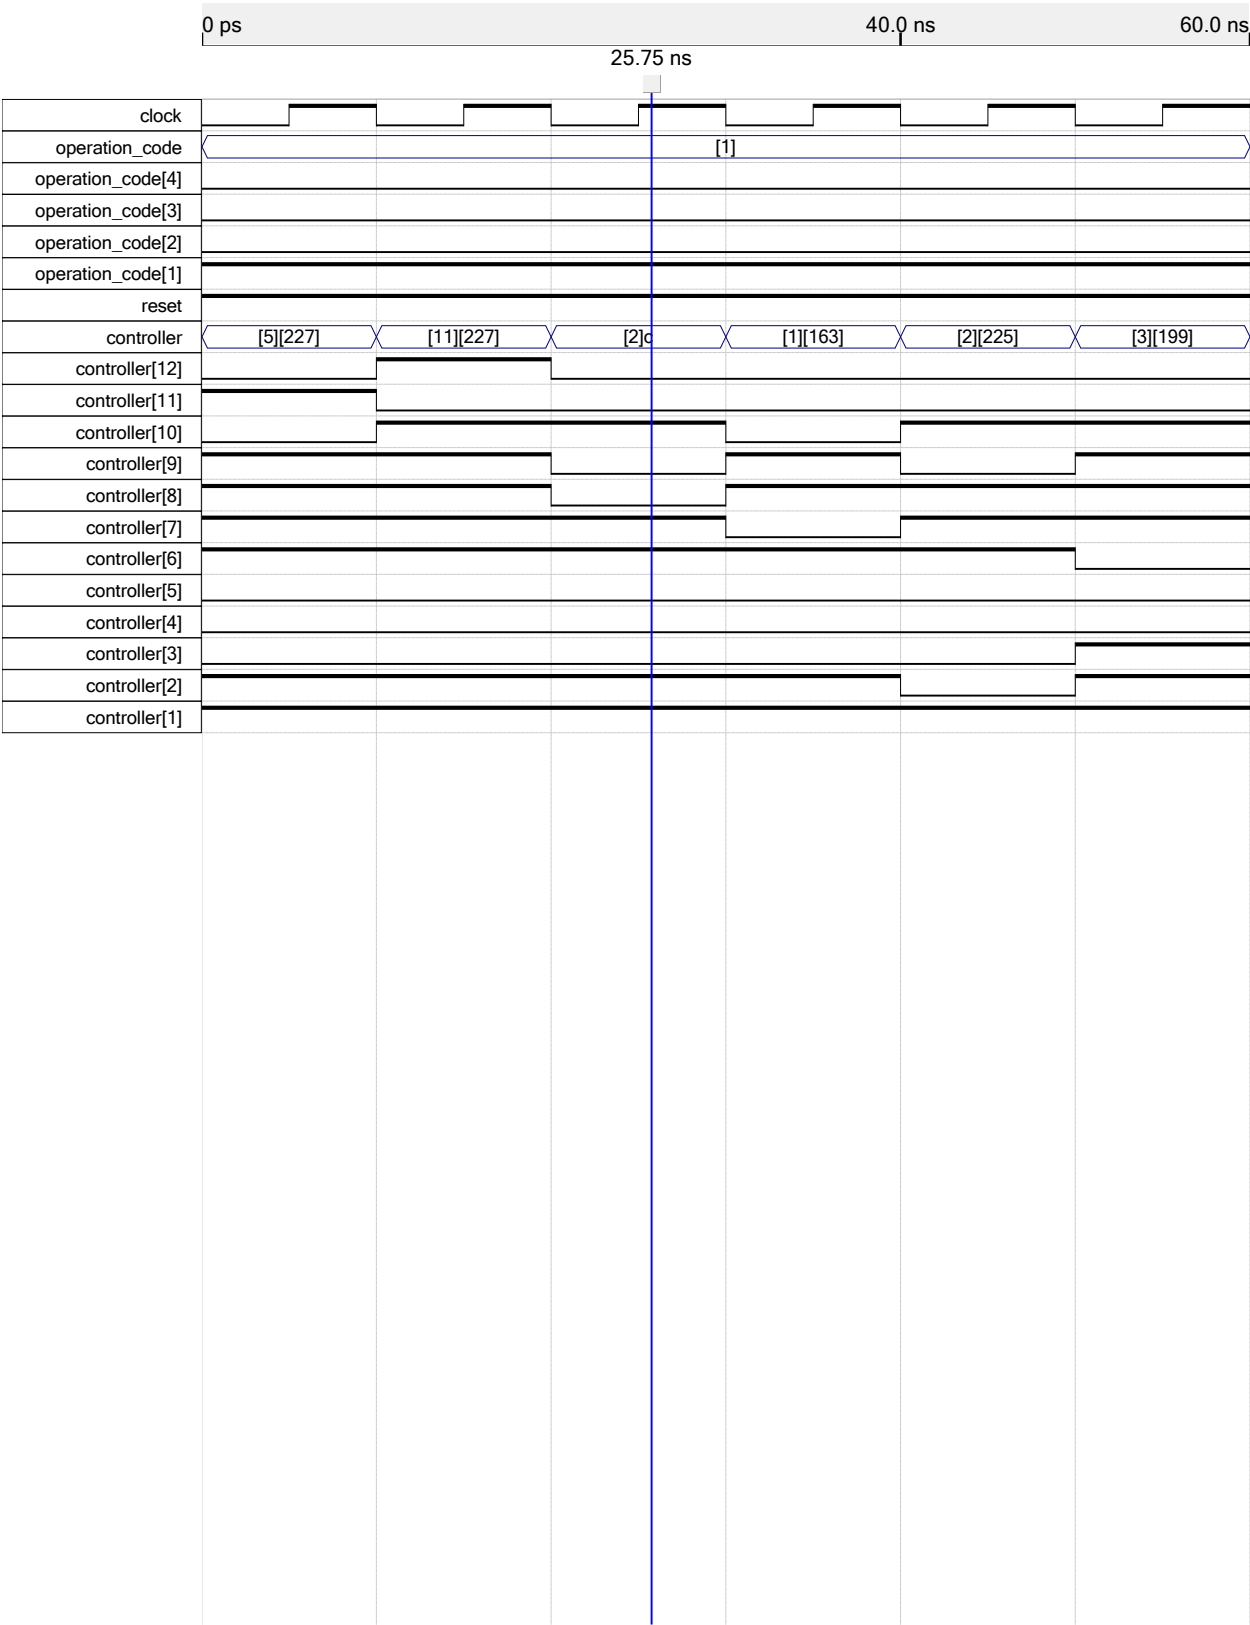 0 ps 40.0 ns 60.0 ns
25.75 ns
clock
operation_code [1]
operation_code[4]
operation_code[3]
operation_code[2]
operation_code[1]
reset
controller [5][227] [11][227] [2]c [1][163] [2][225] [3][199]
controller[12]
controller[11]
controller[10]
controller[9]
controller[8]
controller[7]
controller[6]
controller[5]
controller[4]
controller[3]
controller[2]
controller[1]